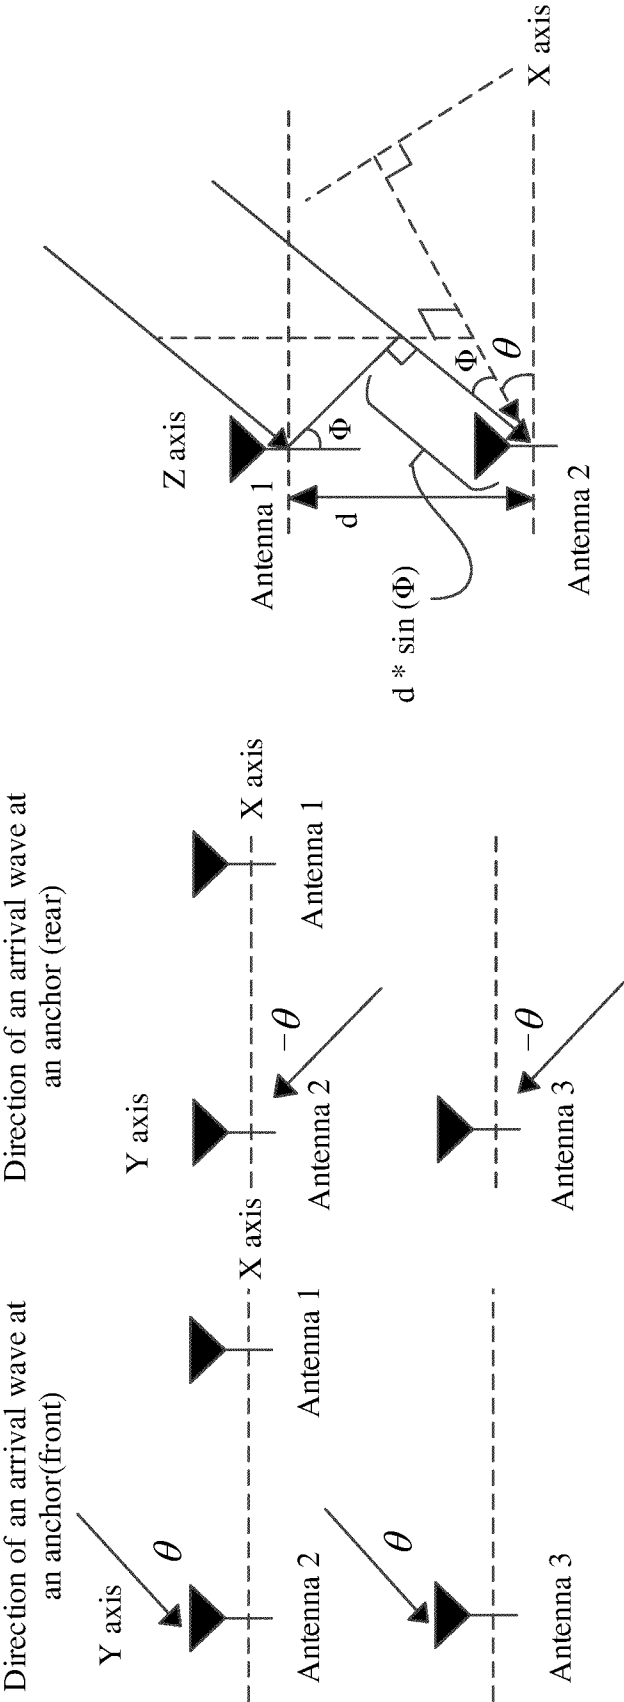 Direction of an arrival wave at
an anchor(front)
Y axis
θ
X axis
Antenna 2
Antenna 1
θ
Antenna 3
Direction of an arrival wave at
an anchor (rear)
Y axis
X axis
−θ
Antenna 2
Antenna 1
−θ
Antenna 3
Z axis
Antenna 1
Φ
d
d * sin (Φ)
Φ
θ
Antenna 2
X axis